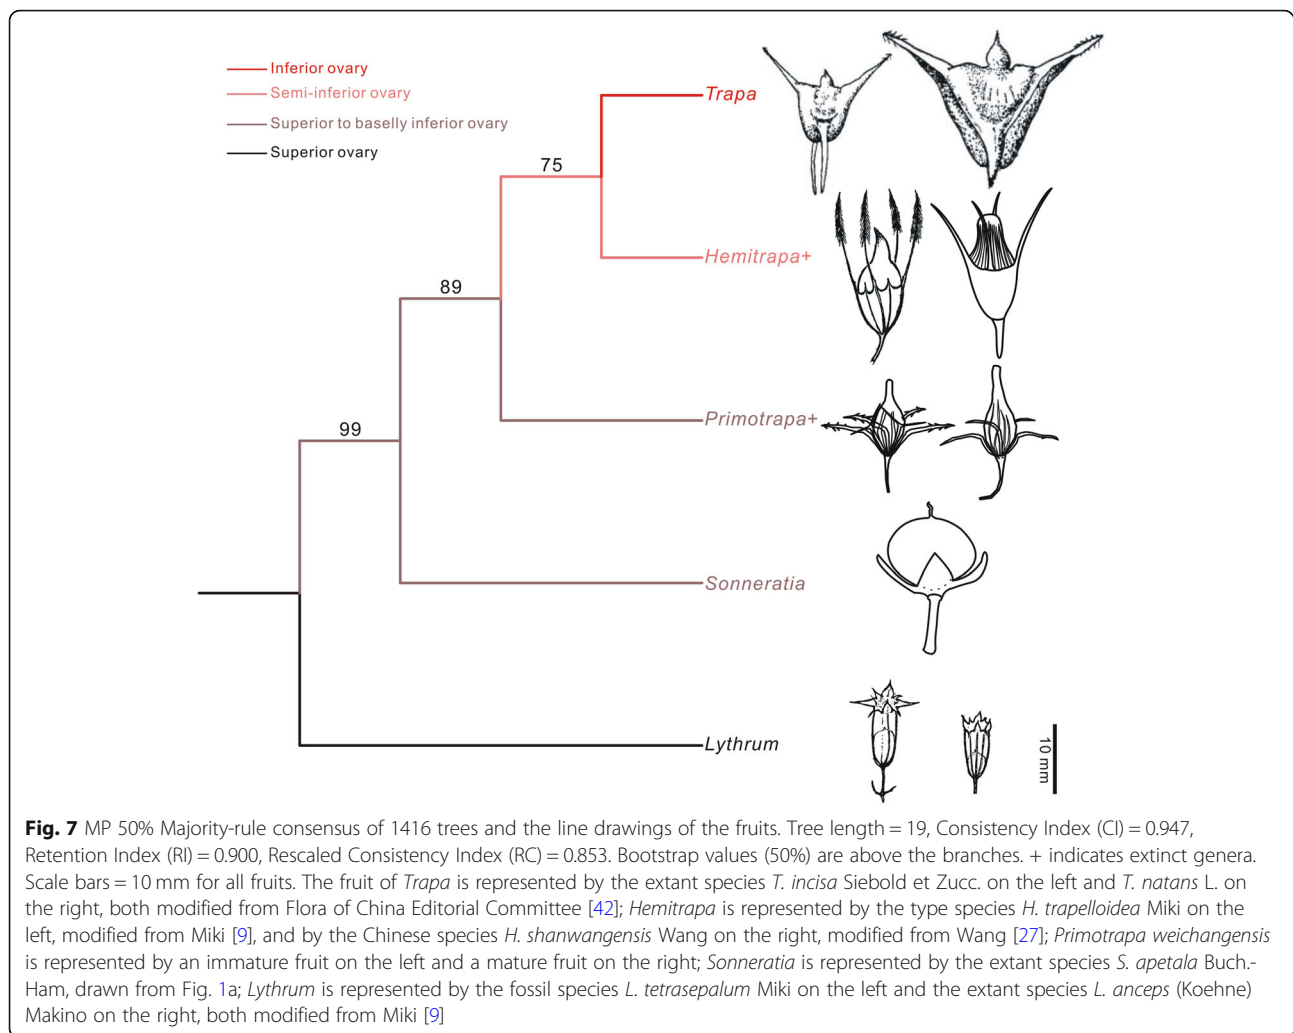 Inferior ovary
Semi-inferior ovary
Superior to baselly inferior ovary
Superior ovary
Trapa
75
Hemitrapa+
89
Primotrapa+
99
Sonneratia
Lythrum
10 mm
Fig. 7 MP 50% Majority-rule consensus of 1416 trees and the line drawings of the fruits. Tree length = 19, Consistency Index (CI) = 0.947,
Retention Index (RI) = 0.900, Rescaled Consistency Index (RC) = 0.853. Bootstrap values (50%) are above the branches. + indicates extinct genera.
Scale bars = 10 mm for all fruits. The fruit of Trapa is represented by the extant species T. incisa Siebold et Zucc. on the left and T. natans L. on
the right, both modified from Flora of China Editorial Committee [42]; Hemitrapa is represented by the type species H. trapelloidea Miki on the
left, modified from Miki [9], and by the Chinese species H. shanwangensis Wang on the right, modified from Wang [27]; Primotrapa weichangensis
is represented by an immature fruit on the left and a mature fruit on the right; Sonneratia is represented by the extant species S. apetala Buch.-
Ham, drawn from Fig. 1a; Lythrum is represented by the fossil species L. tetrasepalum Miki on the left and the extant species L. anceps (Koehne)
Makino on the right, both modified from Miki [9]